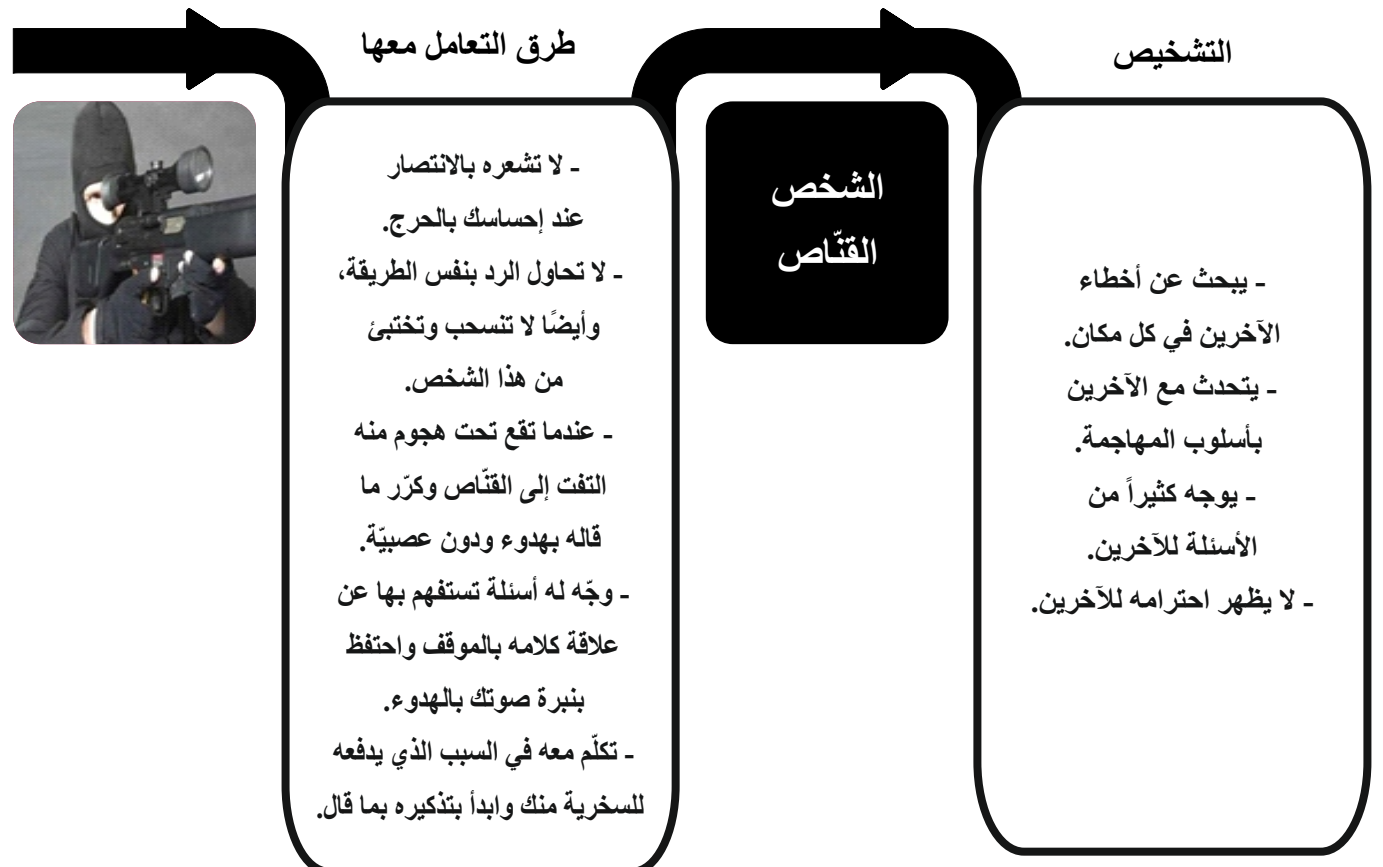 التشخيص
- يبحث عن أخطاء
الآخرين في كل مكان.
- يتحدث مع الآخرين
بأسلوب المهاجمة.
- يوجه كثيراً من
الأسئلة للآخرين.
- لا يظهر احترامه للآخرين.
الشخص
القنّاص
طرق التعامل معها
- لا تشعره بالانتصار
عند إحساسك بالحرج.
- لا تحاول الرد بنفس الطريقة،
وأيضًا لا تنسحب وتختبئ
من هذا الشخص.
- عندما تقع تحت هجوم منه
التفت إلى القنّاص وكرّر ما
قاله بهدوء ودون عصبيّة.
- وجّه له أسئلة تستفهم بها عن
علاقة كلامه بالموقف واحتفظ
بنبرة صوتك بالهدوء.
- تكلّم معه في السبب الذي يدفعه
للسخرية منك وابدأ بتذكيره بما قال.